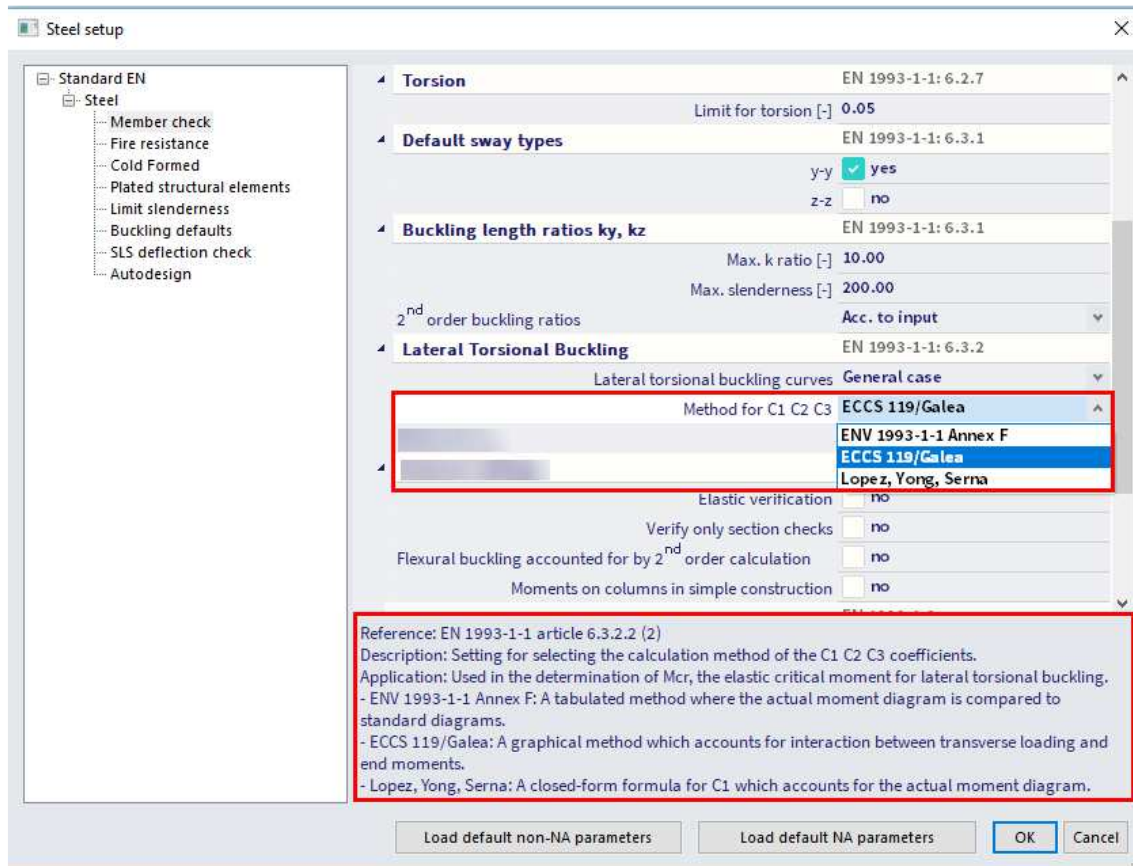 Steel setup
Standard EN
Steel
Member check
Fire resistance
Cold Formed
Plated structural elements
Limit slenderness
Buckling defaults
SLS deflection check
Autodesign
Torsion EN 1993-1-1: 6.2.7
Limit for torsion [-] 0.05
Default sway types EN 1993-1-1: 6.3.1
y-y yes
z-z no
Buckling length ratios ky, kz EN 1993-1-1: 6.3.1
Max. k ratio [-] 10.00
Max. slenderness [-] 200.00
2nd order buckling ratios Acc. to input
Lateral Torsional Buckling EN 1993-1-1: 6.3.2
Lateral torsional buckling curves General case
Method for C1 C2 C3 ECCS 119/Galea
ENV 1993-1-1 Annex F
ECCS 119/Galea
Lopez, Yong, Serna
Elastic verification no
Verify only section checks no
Flexural buckling accounted for by 2nd order calculation no
Moments on columns in simple construction no
Reference: EN 1993-1-1 article 6.3.2.2 (2)
Description: Setting for selecting the calculation method of the C1 C2 C3 coefficients.
Application: Used in the determination of Mcr, the elastic critical moment for lateral torsional buckling.
- ENV 1993-1-1 Annex F: A tabulated method where the actual moment diagram is compared to
standard diagrams.
- ECCS 119/Galea: A graphical method which accounts for interaction between transverse loading and
end moments.
- Lopez, Yong, Serna: A closed-form formula for C1 which accounts for the actual moment diagram.
Load default non-NA parameters Load default NA parameters OK Cancel